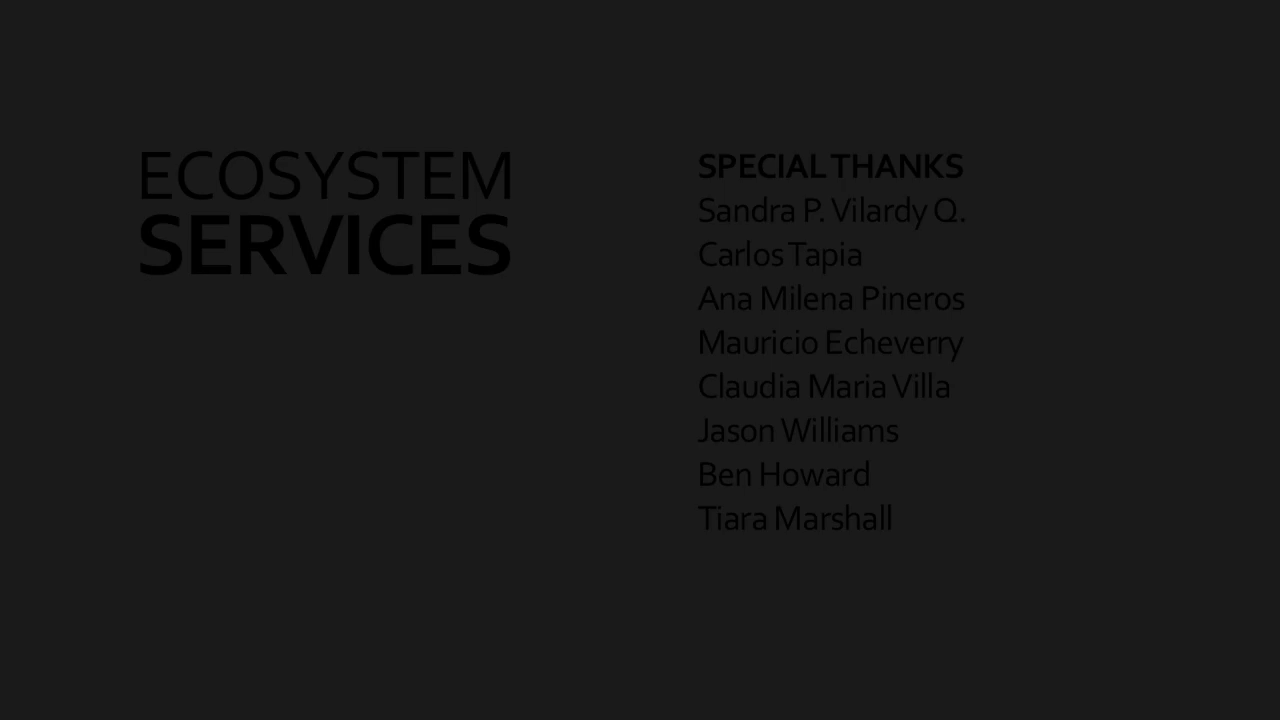 ECOSYSTEM
SERVICES
SPECIAL THANKS
Sandra P. Vilardy Q.
Carlos Tapia
Ana Milena Pineros
Mauricio Echeverry
Claudia Maria Villa
Jason Williams
Ben Howard
Tiara Marshall